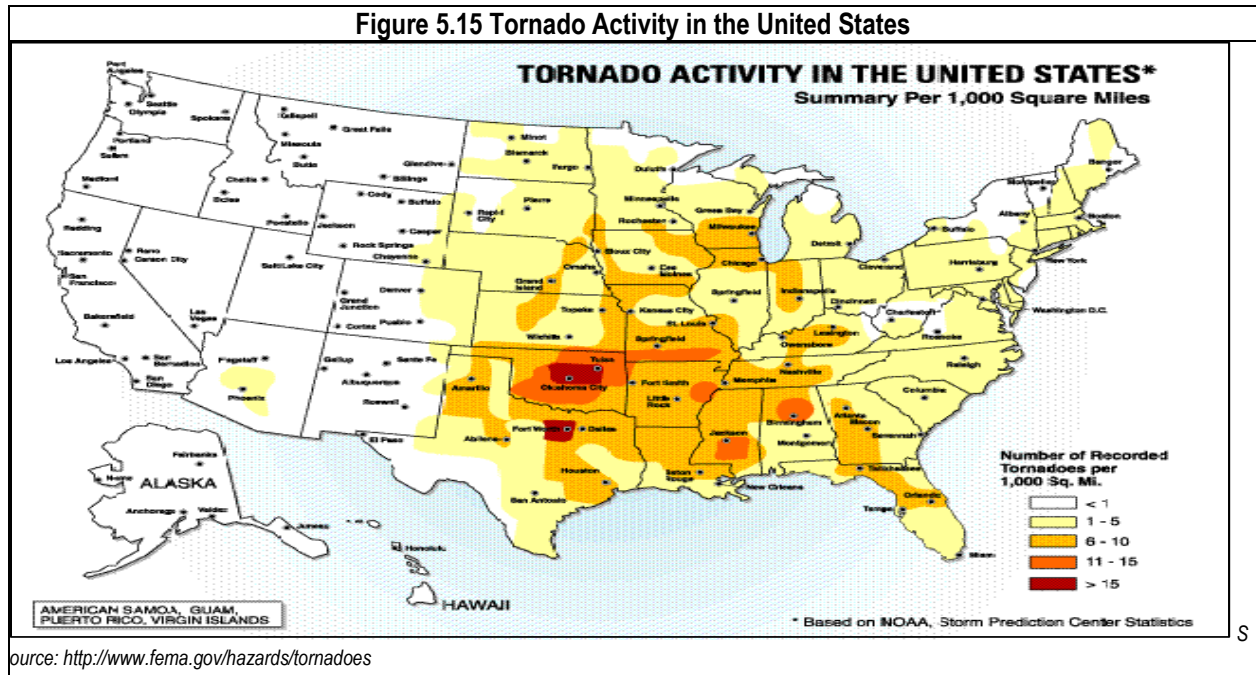 Figure 5.15 Tornado Activity in the United States
TORNADO ACTIVITY IN THE UNITED STATES*
Summary Per 1,000 Square Miles
Port Angeles
Seattle
Olympia
Spokane
Portland
Salem
Medford
Kalispell
Great Falls
Missoula
Butte
Glendive
Billings
Challis
Boise
Pocatello
Cody
Buffalo
Jackson
Casper
Rock Springs
Cheyenne
Minot
Bismarck
Fargo
Rapid City
Pierre
Duluth
Minneapolis
Rochester
Green Bay
Milwaukee
Bangor
Montpelier
Albany
Boston
Buffalo
Detroit
Redding
Sacramento
San Francisco
Reno
Carson City
Salt Lake City
Las Vegas
Bakersfield
Los Angeles
San Bernardino
San Diego
Grand Junction
Denver
Cortez
Pueblo
Sioux City
Omaha
Des Moines
Grand Island
Chicago
Cleveland
Harrisburg
New York
Springfield
Indianapolis
Cincinnati
Washington D.C.
Topeka
Kansas City
St. Louis
Charleston
Roanoke
Lexington
Owensboro
Wichita
Springfield
Flagstaff
Phoenix
Gallup
Santa Fe
Albuquerque
Roswell
El Paso
Amarillo
Tulsa
Oklahoma City
Fort Smith
Little Rock
Memphis
Nashville
Raleigh
Columbia
Abilene
Fort Worth
Dallas
Jackson
Birmingham
Montgomery
Atlanta
Macon
Savannah
Houston
San Antonio
Baton Rouge
New Orleans
Tallahassee
Orlando
Tampa
Miami
Fairbanks
Nome
ALASKA
Anchorage
Valdez
Juneau
Honolulu
HAWAII
AMERICAN SAMOA, GUAM,
PUERTO RICO, VIRGIN ISLANDS
Number of Recorded
Tornadoes per
1,000 Sq. Mi.
< 1
1 - 5
6 - 10
11 - 15
> 15
* Based on NOAA, Storm Prediction Center Statistics
S
ource: http://www.fema.gov/hazards/tornadoes